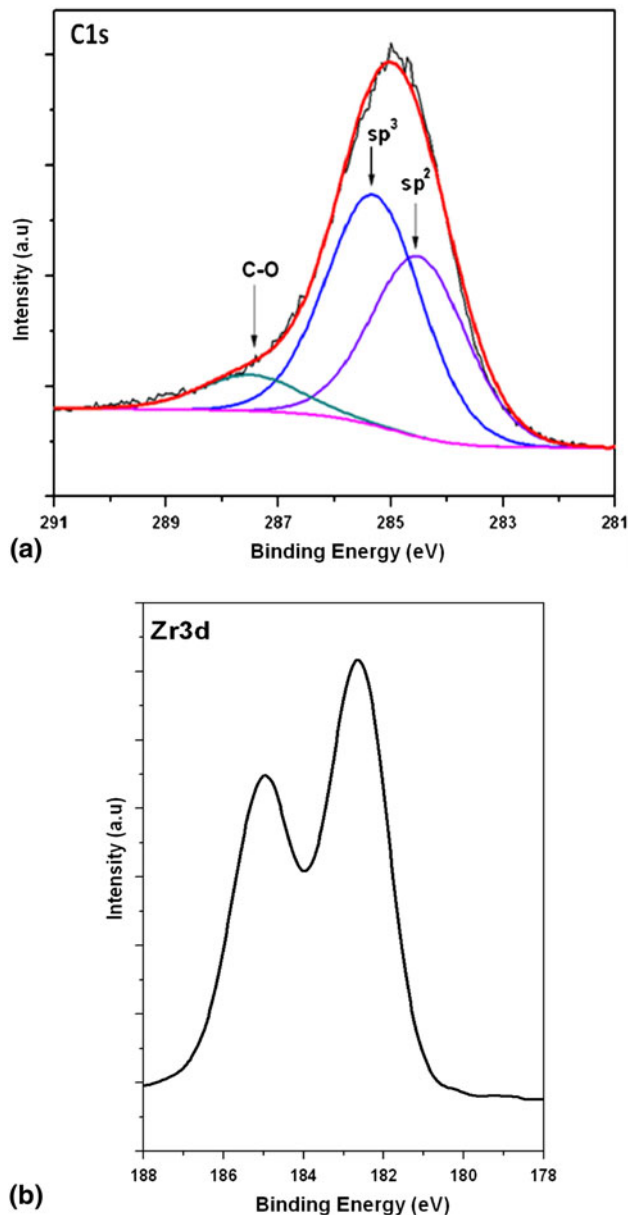 C1s
sp³
sp²
C-O
Intensity (a.u)
291 289 287 285 283 281
Binding Energy (eV)
(a)
Zr3d
Intensity (a.u)
188 186 184 182 180 178
Binding Energy (eV)
(b)